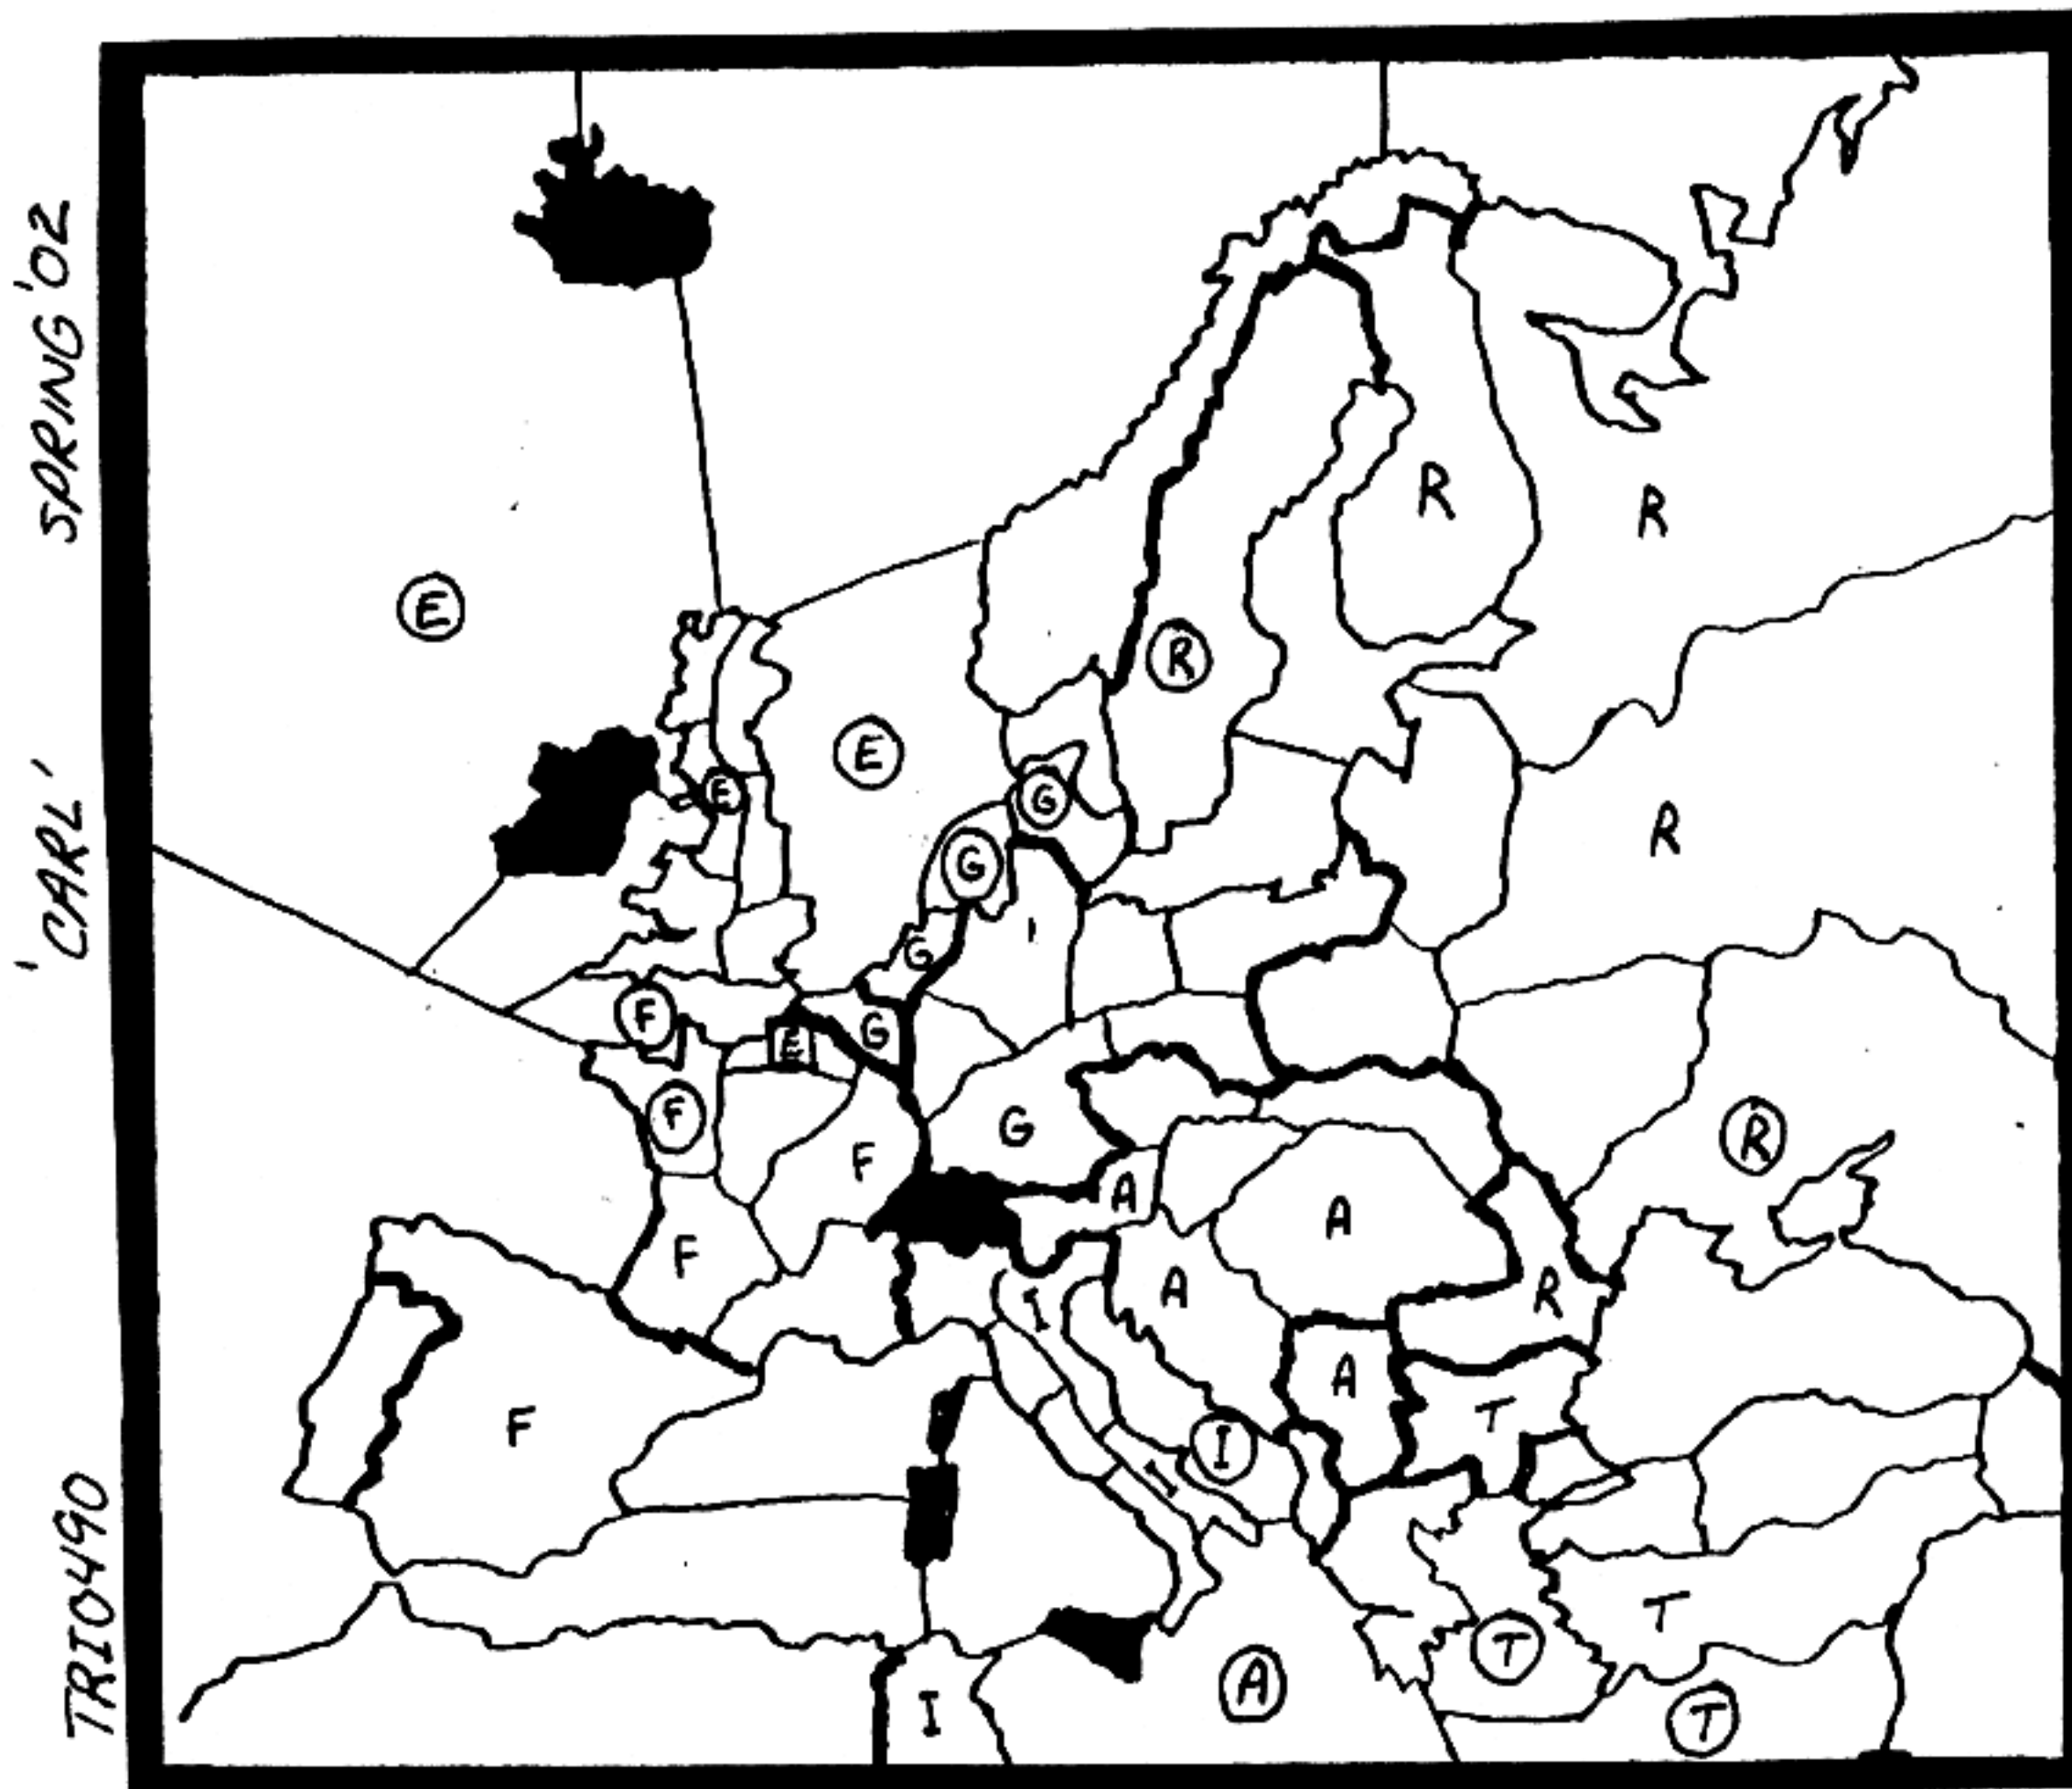 TRIO490 'CARL' SPRING '02
R R
E
R
E
E G R
G
G
F G E
F G R
F A A
F A I R
F A T
I I
T
T A T I